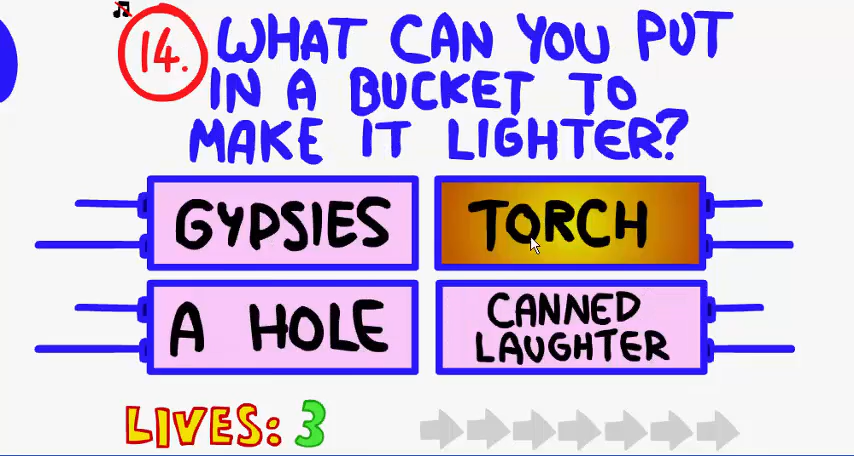 14. WHAT CAN YOU PUT
IN A BUCKET TO
MAKE IT LIGHTER?
GYPSIES
TORCH
A HOLE
CANNED
LAUGHTER
LIVES: 3